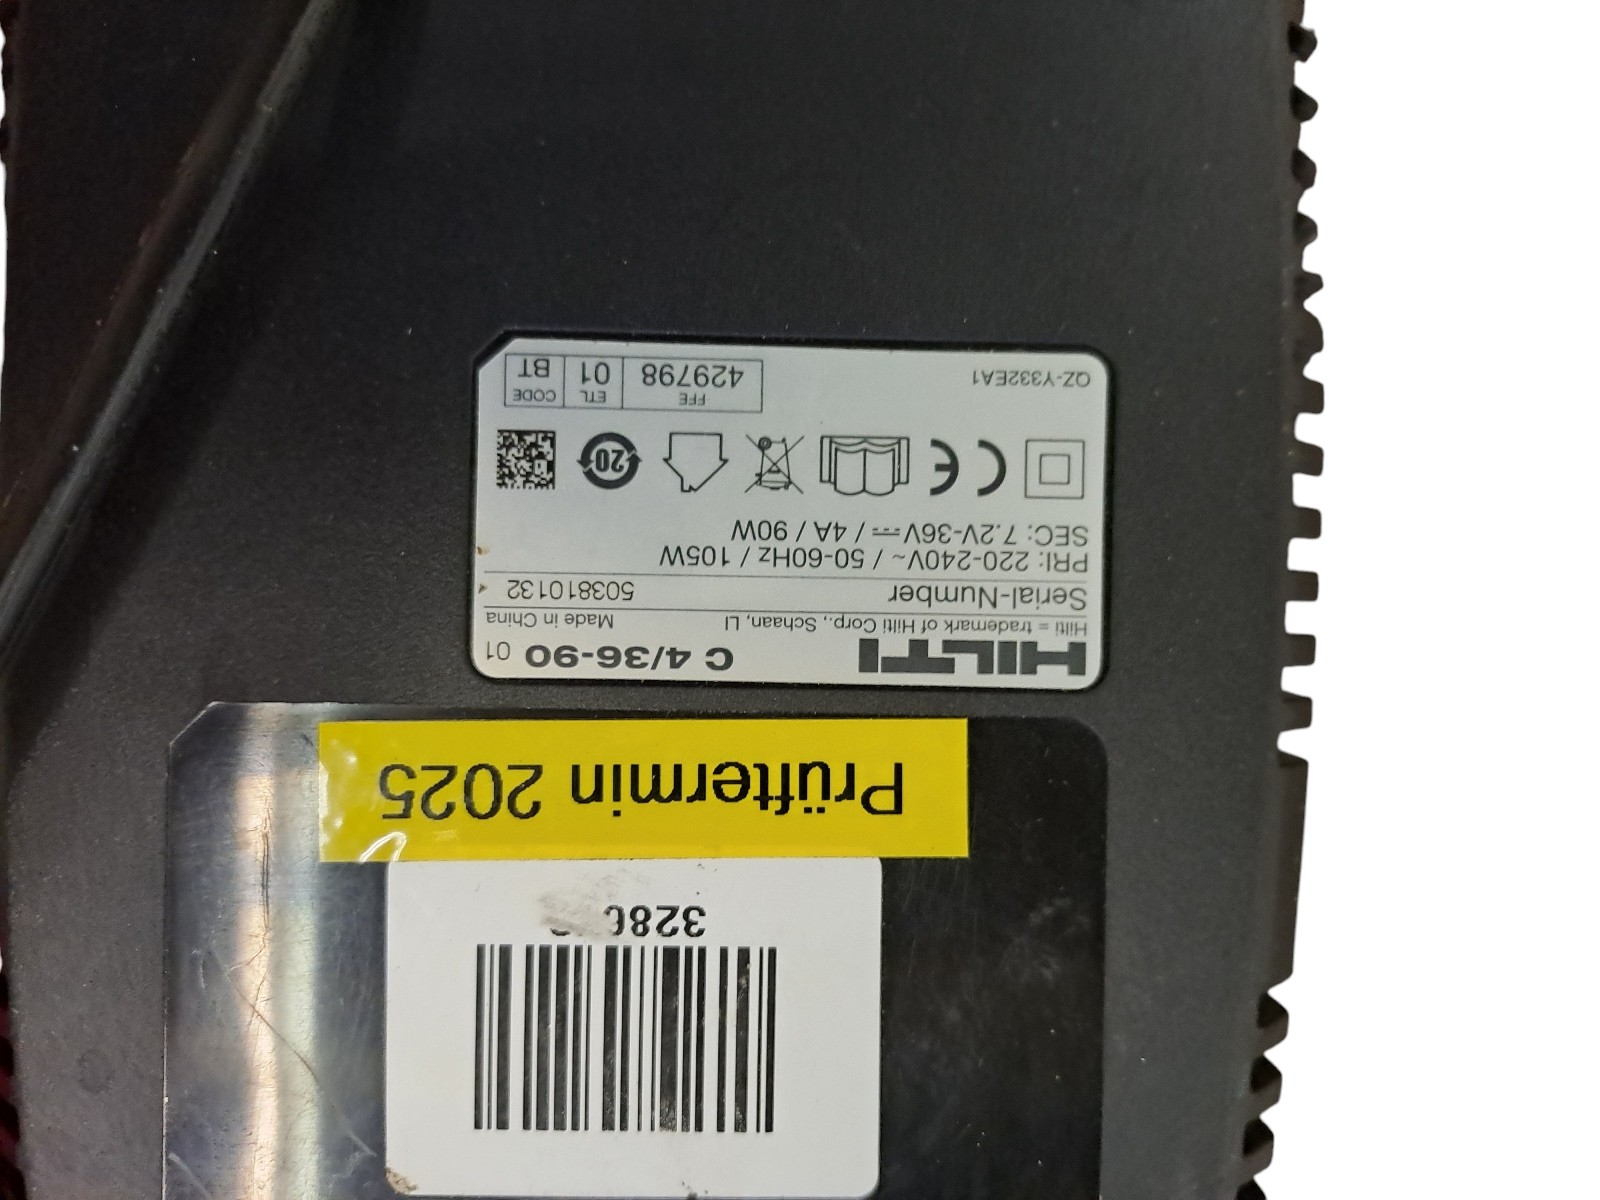 HILTI C 4/36-90 01
Hilti = trademark of Hilti Corp., Schaan, LI Made in China
Serial-Number 503810132
PRI: 220-240V~ / 50-60Hz / 105W
SEC: 7.2V-36V⎓ / 4A / 90W
CE 20
QZ-Y332EA1
FFE ETL CODE
429798 01 BT
Prüftermin 2025